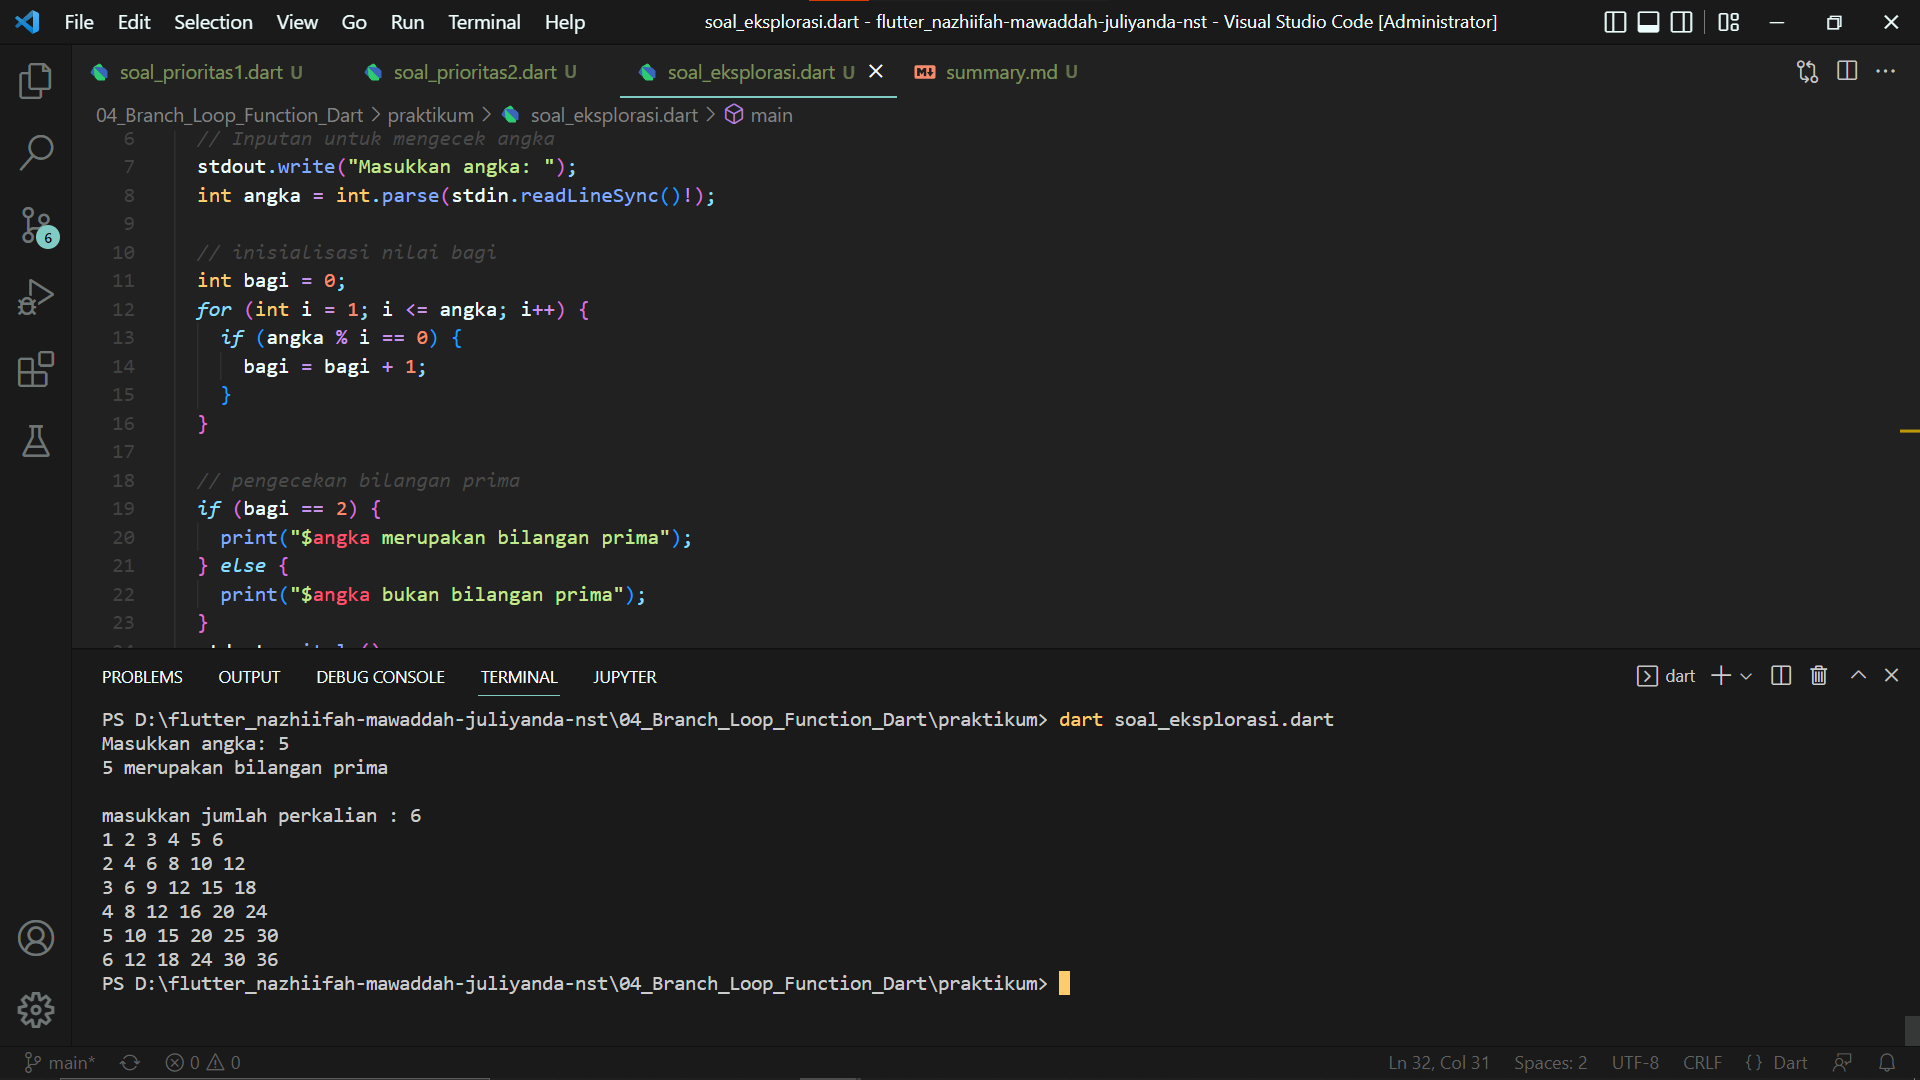 File Edit Selection View Go Run Terminal Help soal_eksplorasi.dart - flutter_nazhiifah-mawaddah-juliyanda-nst - Visual Studio Code [Administrator]
soal_prioritas1.dart U soal_prioritas2.dart U soal_eksplorasi.dart U summary.md U
04_Branch_Loop_Function_Dart > praktikum > soal_eksplorasi.dart > main
6 // Inputan untuk mengecek angka
7 stdout.write("Masukkan angka: ");
8 int angka = int.parse(stdin.readLineSync()!);
9
10 // inisialisasi nilai bagi
11 int bagi = 0;
12 for (int i = 1; i <= angka; i++) {
13 if (angka % i == 0) {
14 bagi = bagi + 1;
15 }
16 }
17
18 // pengecekan bilangan prima
19 if (bagi == 2) {
20 print("$angka merupakan bilangan prima");
21 } else {
22 print("$angka bukan bilangan prima");
23 }
6
PROBLEMS OUTPUT DEBUG CONSOLE TERMINAL JUPYTER dart
PS D:\flutter_nazhiifah-mawaddah-juliyanda-nst\04_Branch_Loop_Function_Dart\praktikum> dart soal_eksplorasi.dart
Masukkan angka: 5
5 merupakan bilangan prima
masukkan jumlah perkalian : 6
1 2 3 4 5 6
2 4 6 8 10 12
3 6 9 12 15 18
4 8 12 16 20 24
5 10 15 20 25 30
6 12 18 24 30 36
PS D:\flutter_nazhiifah-mawaddah-juliyanda-nst\04_Branch_Loop_Function_Dart\praktikum>
main* 0 0 Ln 32, Col 31 Spaces: 2 UTF-8 CRLF {} Dart